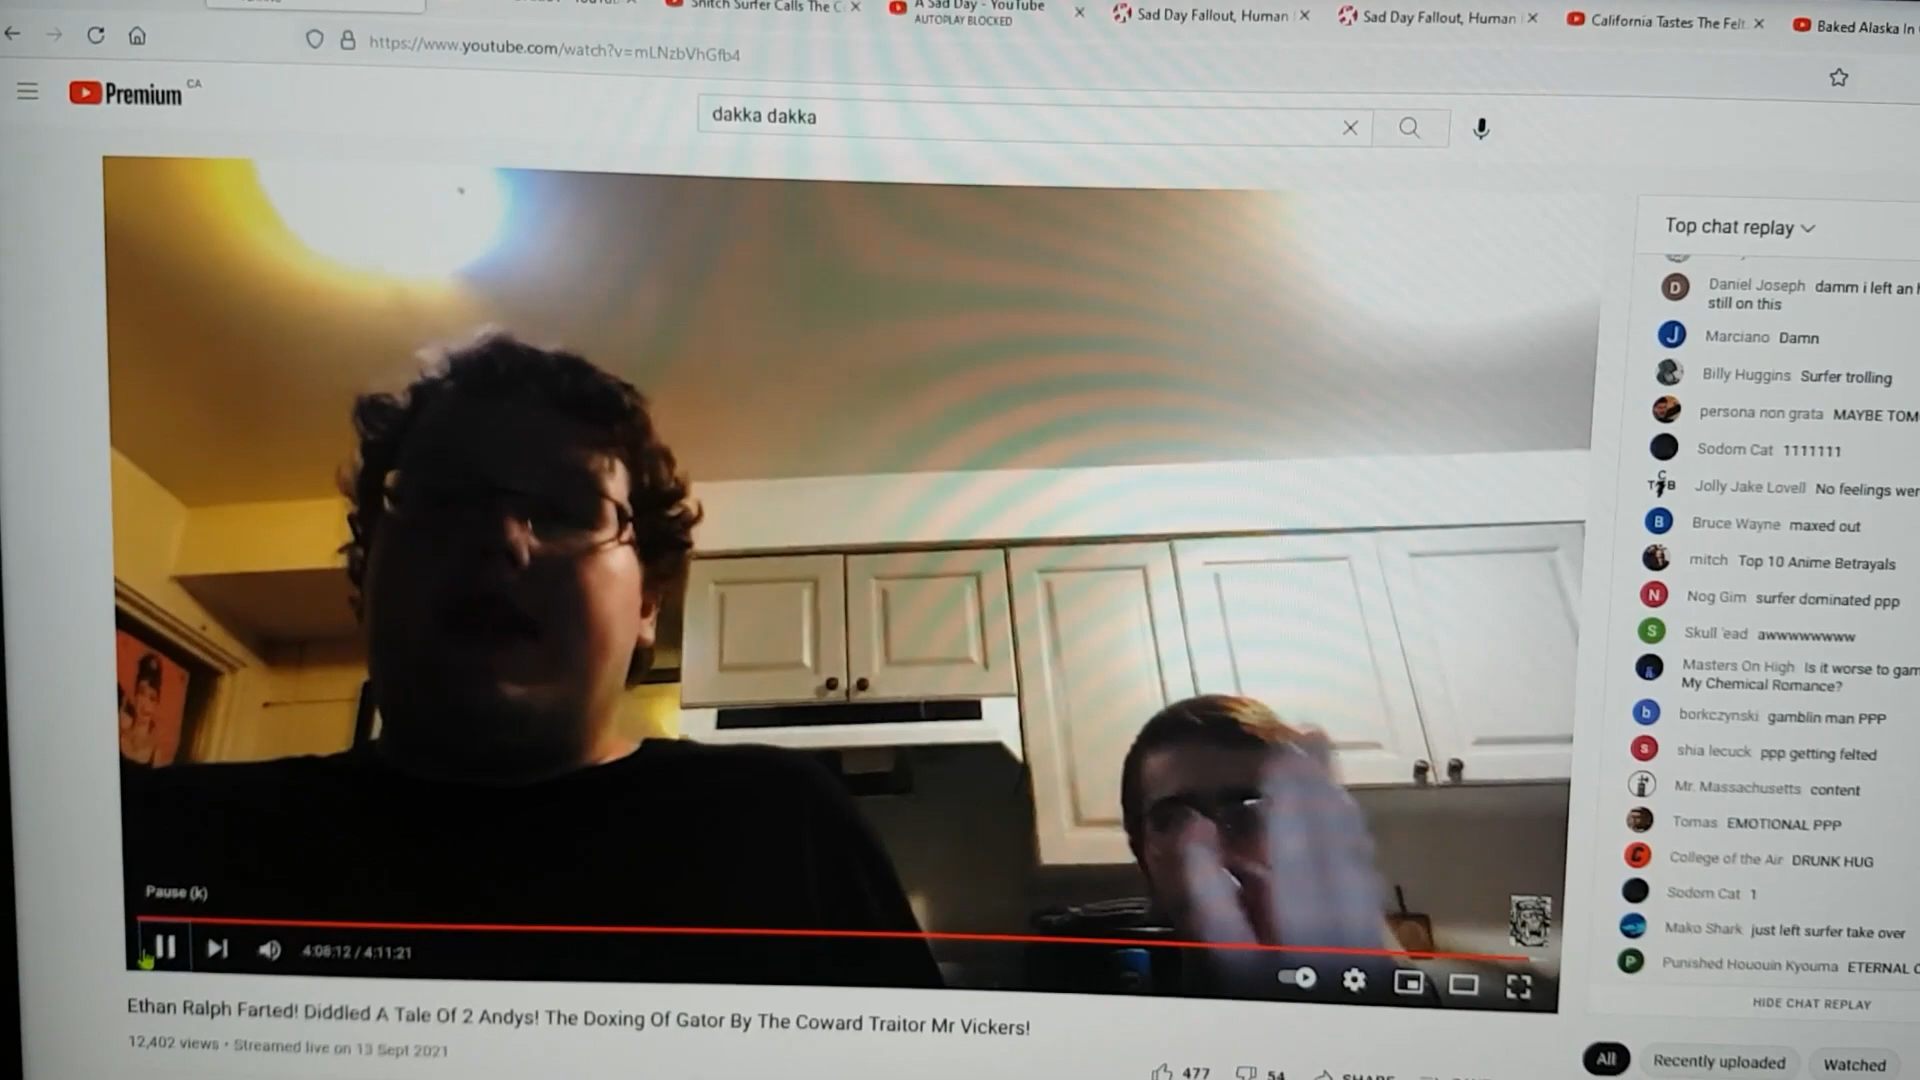 Snitch Surfer Calls The C
A Sad Day - YouTube
AUTOPLAY BLOCKED
Sad Day Fallout, Human
Sad Day Fallout, Human
California Tastes The Felt
Baked Alaska In
https://www.youtube.com/watch?v=mLNzbVhGfb4
Premium CA
dakka dakka
Top chat replay
Daniel Joseph damm i left an
still on this
Marciano Damn
Billy Huggins Surfer trolling
persona non grata MAYBE TOM
Sodom Cat 1111111
Jolly Jake Lovell No feelings wer
Bruce Wayne maxed out
mitch Top 10 Anime Betrayals
Nog Gim surfer dominated ppp
Skull 'ead awwwwwwww
Masters On High Is it worse to gam
My Chemical Romance?
borkczynski gamblin man PPP
shia lecuck ppp getting felted
Mr. Massachusetts content
Tomas EMOTIONAL PPP
College of the Air DRUNK HUG
Sodom Cat 1
Mako Shark just left surfer take over
Punished Hououin Kyouma ETERNAL
HIDE CHAT REPLAY
Pause (k)
4:08:12 / 4:11:21
Ethan Ralph Farted! Diddled A Tale Of 2 Andys! The Doxing Of Gator By The Coward Traitor Mr Vickers!
12,402 views • Streamed live on 13 Sept 2021
477 54 SHARE
All Recently uploaded Watched